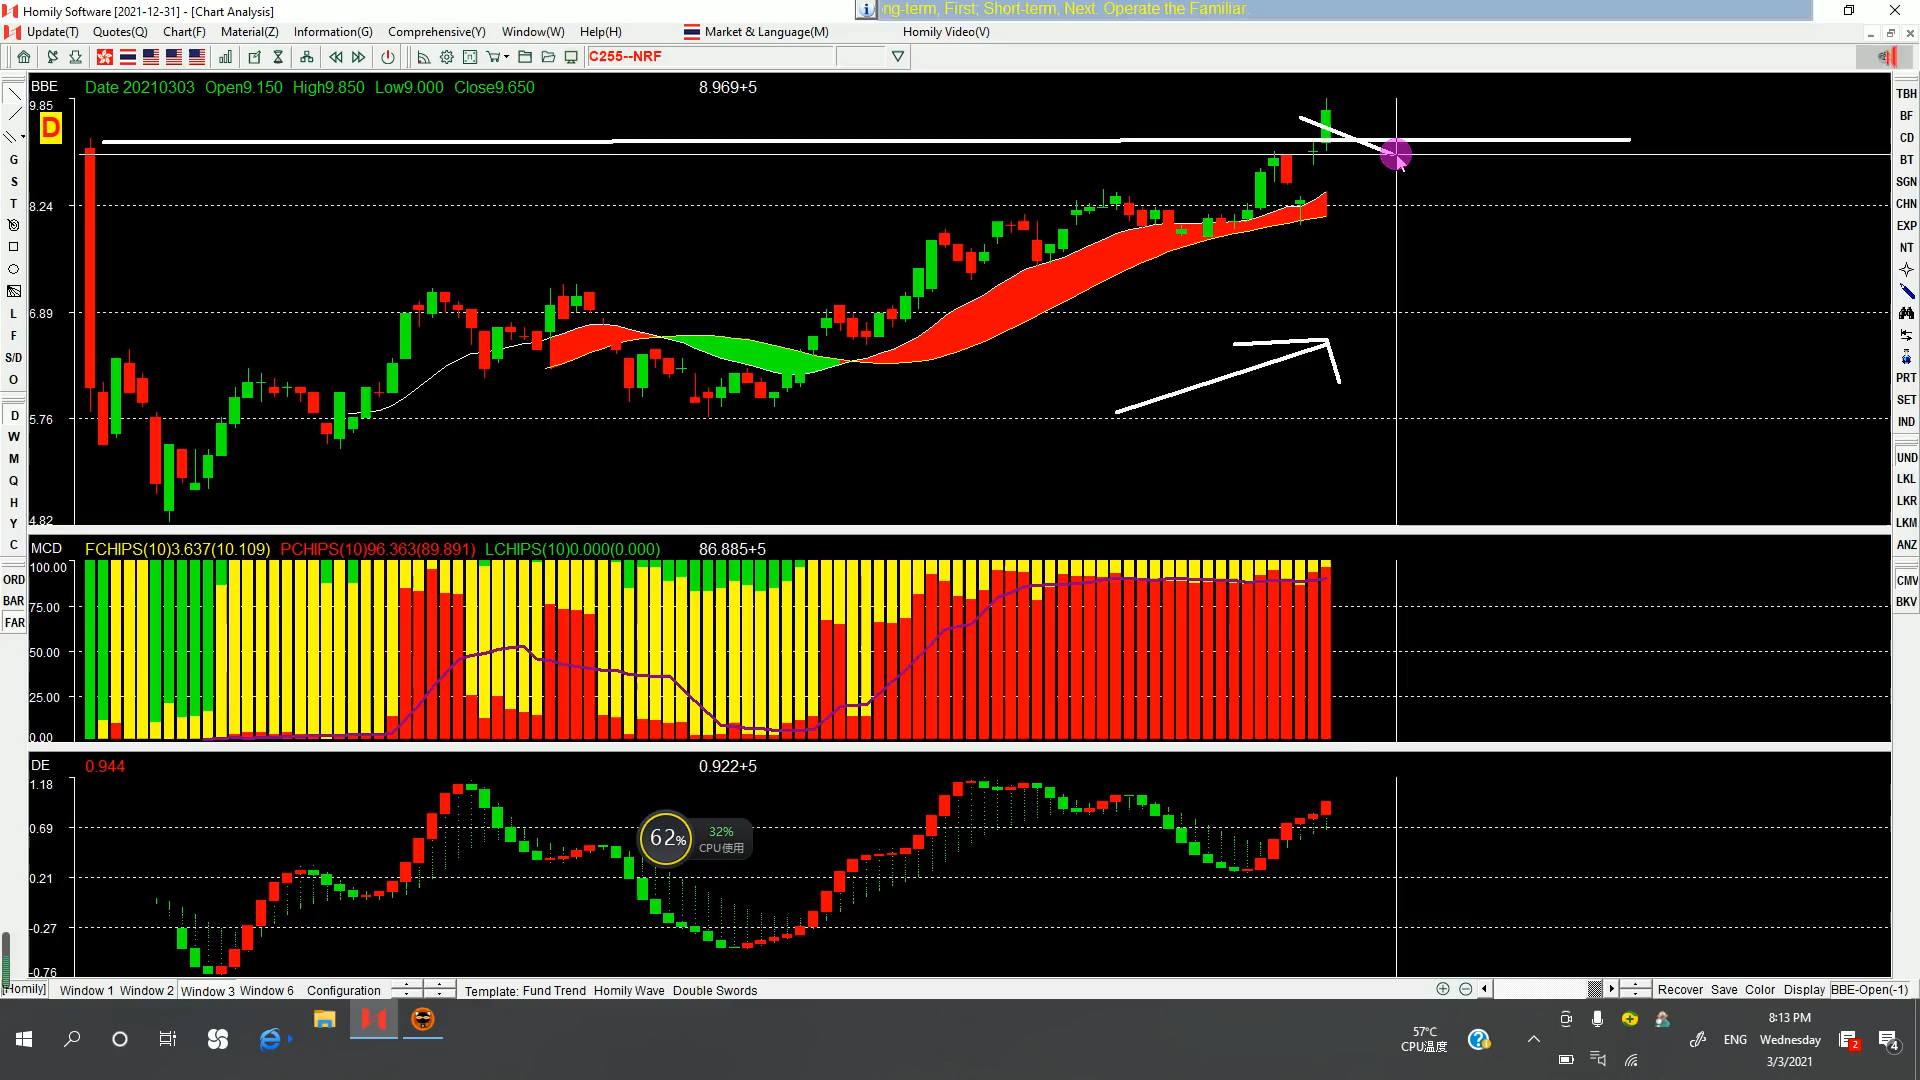 Homily Software [2021-12-31] - [Chart Analysis]
ng-term, First; Short-term, Next. Operate the Familiar.
Update(T) Quotes(Q) Chart(F) Material(Z) Information(G) Comprehensive(Y) Window(W) Help(H) Market & Language(M) Homily Video(V)
C255--NRF
BBE Date 20210303 Open9.150 High9.850 Low9.000 Close9.650 8.969+5
9.85
D
8.24
6.89
5.76
4.82
MCD FCHIPS(10)3.637(10.109) PCHIPS(10)96.363(89.891) LCHIPS(10)0.000(0.000) 86.885+5
100.00
75.00
50.00
25.00
0.00
DE 0.944 0.922+5
1.18
0.69
0.21
-0.27
-0.76
62% 32%
CPU使用
G
S
T
L
F
S/D
O
D
W
M
Q
H
Y
C
ORD
BAR
FAR
TBH
BF
CD
BT
SGN
CHN
EXP
NT
PRT
SET
IND
UND
LKL
LKR
LKM
ANZ
CMV
BKV
[Homily] Window 1 Window 2 Window 3 Window 6 Configuration Template: Fund Trend Homily Wave Double Swords Recover Save Color Display BBE-Open(-1)
57°C
CPU温度
ENG
8:13 PM
Wednesday
3/3/2021
2
4